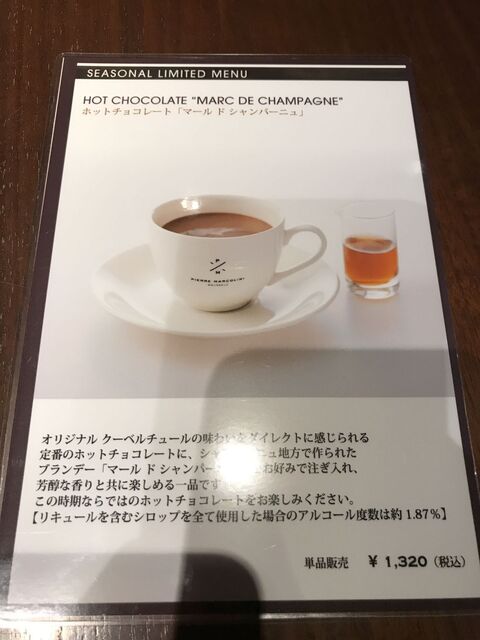 SEASONAL LIMITED MENU
HOT CHOCOLATE "MARC DE CHAMPAGNE"
ホットチョコレート「マール ド シャンパーニュ」
P M
PIERRE MARCOLINI
オリジナル クーベルチュールの味わいをダイレクトに感じられる
定番のホットチョコレートに、シャンパーニュ地方で作られた
ブランデー「マール ド シャンパー お好みで注ぎ入れ、
芳醇な香りと共に楽しめる一品です
この時期ならではのホットチョコレートをお楽しみください。
【リキュールを含むシロップを全て使用した場合のアルコール度数は約 1.87%】
単品販売 ¥ 1,320（税込）